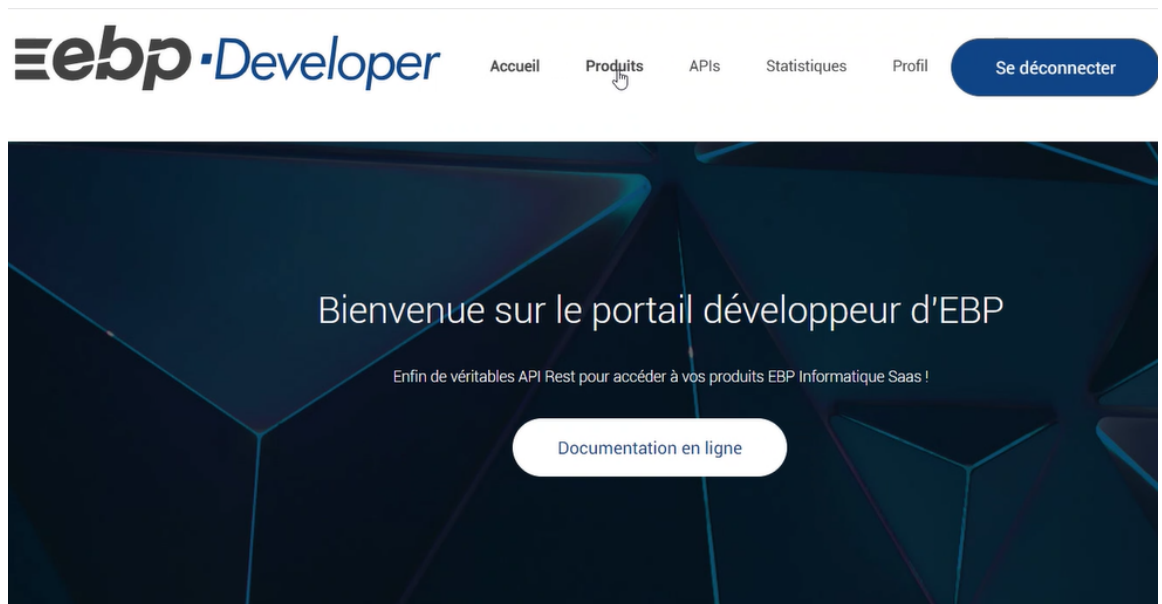 ebp·Developer
Accueil Produits APIs Statistiques Profil Se déconnecter
Bienvenue sur le portail développeur d'EBP
Enfin de véritables API Rest pour accéder à vos produits EBP Informatique Saas !
Documentation en ligne